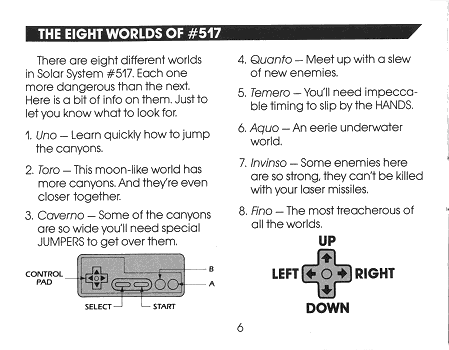 THE EIGHT WORLDS OF #517
There are eight different worlds
in Solar System #517. Each one
more dangerous than the next.
Here is a bit of info on them. Just to
let you know what to look for.
1. Uno — Learn quickly how to jump
the canyons.
2. Toro — This moon-like world has
more canyons. And they're even
closer together.
3. Caverno — Some of the canyons
are so wide you'll need special
JUMPERS to get over them.
CONTROL
PAD
B
A
SELECT
START
4. Quanto — Meet up with a slew
of new enemies.
5. Temero — You'll need impecca-
ble timing to slip by the HANDS.
6. Aquo — An eerie underwater
world.
7. Invinso — Some enemies here
are so strong, they can't be killed
with your laser missiles.
8. Fino — The most treacherous of
all the worlds.
UP
LEFT
RIGHT
DOWN
6